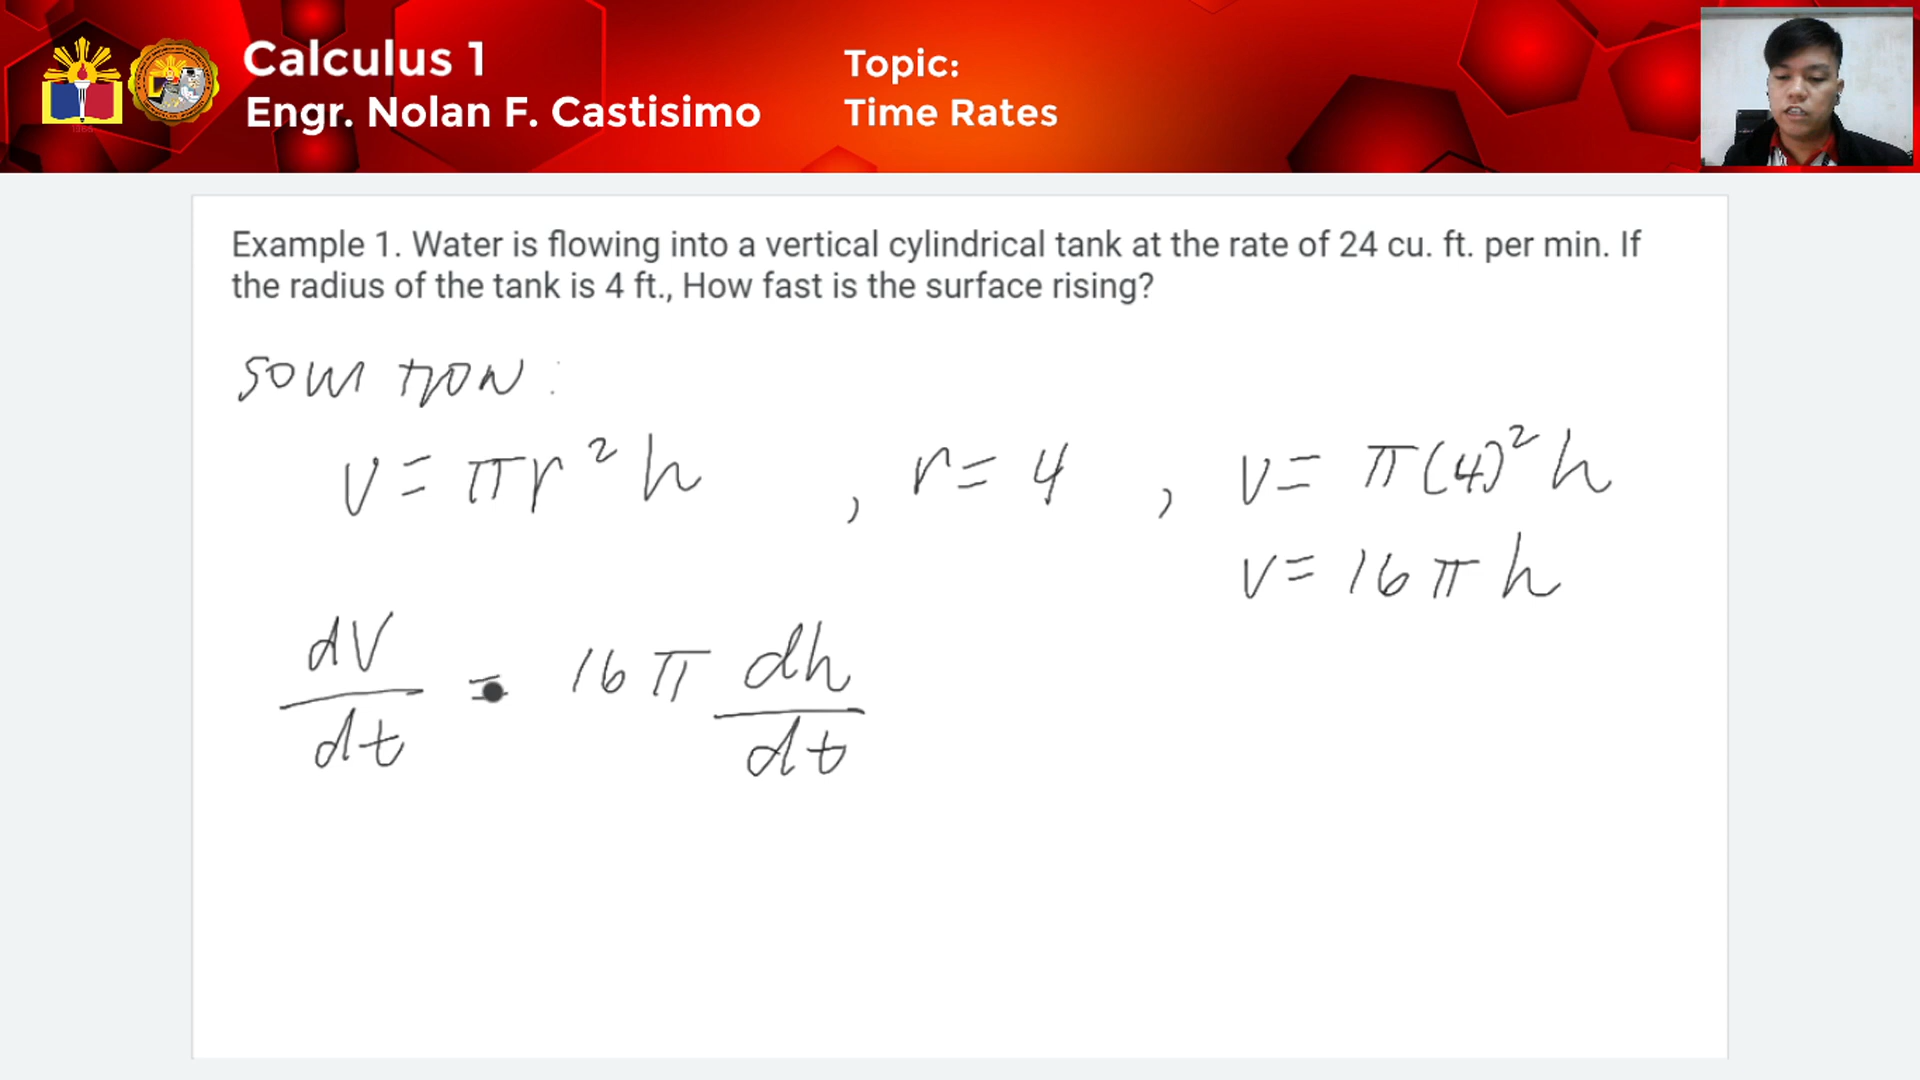 Calculus 1
Engr. Nolan F. Castisimo
Topic:
Time Rates
Example 1. Water is flowing into a vertical cylindrical tank at the rate of 24 cu. ft. per min. If
the radius of the tank is 4 ft., How fast is the surface rising?
SOLUTION:
V = πr²h , r = 4 , V = π(4)²h
V = 16πh
dV/dt = 16π dh/dt